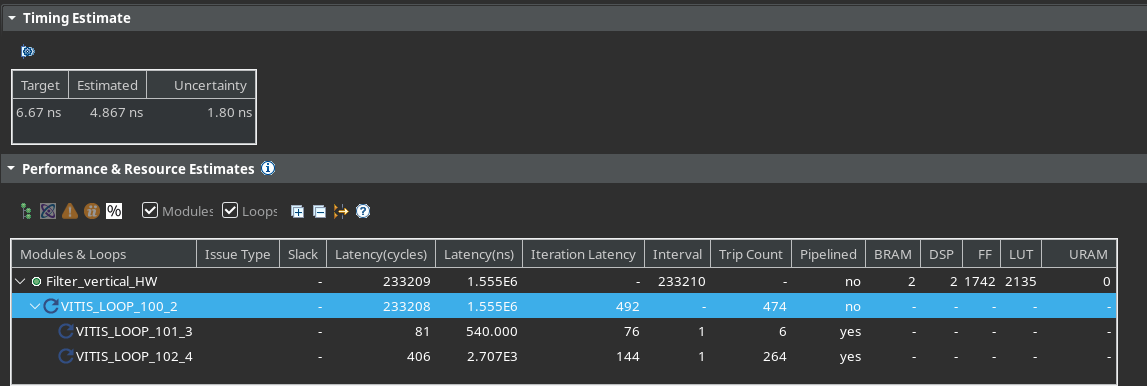 Timing Estimate
Target Estimated Uncertainty
6.67 ns 4.867 ns 1.80 ns
Performance & Resource Estimates
% Modules Loops
Modules & Loops Issue Type Slack Latency(cycles) Latency(ns) Iteration Latency Interval Trip Count Pipelined BRAM DSP FF LUT URAM
Filter_vertical_HW - 233209 1.555E6 - 233210 - no 2 2 1742 2135 0
VITIS_LOOP_100_2 - 233208 1.555E6 492 - 474 no - - - - -
VITIS_LOOP_101_3 - 81 540.000 76 1 6 yes - - - - -
VITIS_LOOP_102_4 - 406 2.707E3 144 1 264 yes - - - - -